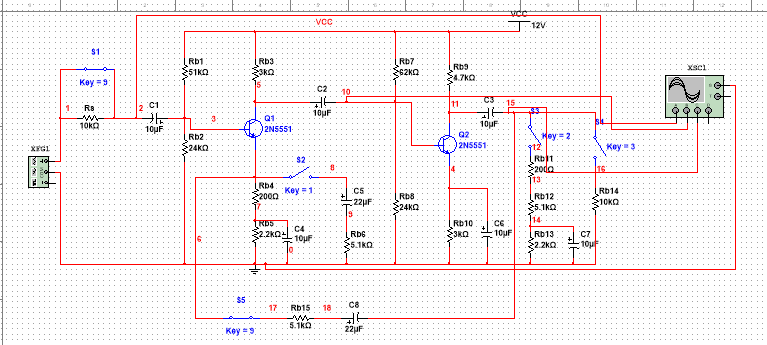 VCC
VCC
12V
S1
Key = 9
Rb1
51kΩ
Rb3
3kΩ
Rb7
62kΩ
Rb9
4.7kΩ
XSC1
5
C2
10
10µF
1
Rs
10kΩ
2
C1
10µF
3
Q1
2N5551
11
C3
10µF
15
S3
Key = 2
S4
Key = 3
Rb2
24kΩ
Q2
2N5551
12
XFG1
S2
Key = 1
8
4
Rb11
200Ω
16
13
Rb4
200Ω
7
C5
22µF
9
Rb8
24kΩ
Rb12
5.1kΩ
14
Rb14
10kΩ
6
Rb5
2.2kΩ
C4
10µF
0
Rb6
5.1kΩ
Rb10
3kΩ
C6
10µF
Rb13
2.2kΩ
C7
10µF
S5
Key = 9
17
Rb15
5.1kΩ
18
C8
22µF